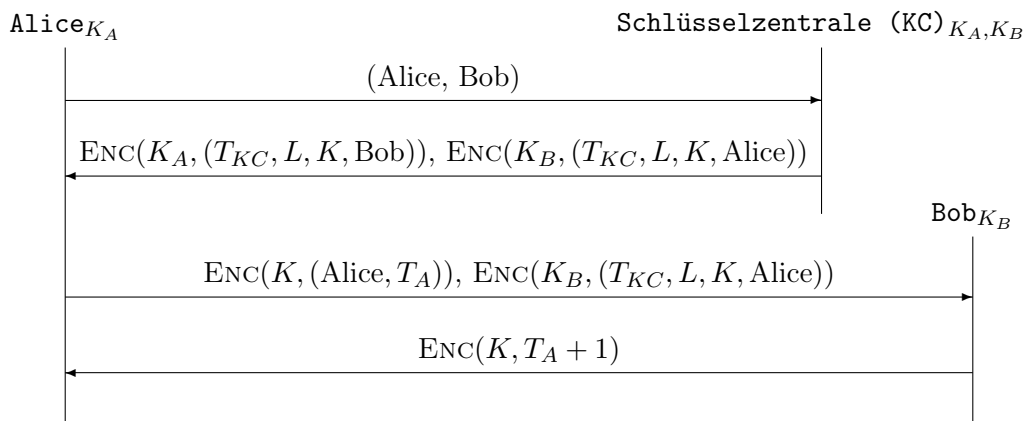 Alice_{K_A} Schlüsselzentrale (KC)_{K_A,K_B}
(Alice, Bob)
ENC(K_A, (T_{KC}, L, K, Bob)), ENC(K_B, (T_{KC}, L, K, Alice))
Bob_{K_B}
ENC(K, (Alice, T_A)), ENC(K_B, (T_{KC}, L, K, Alice))
ENC(K, T_A + 1)